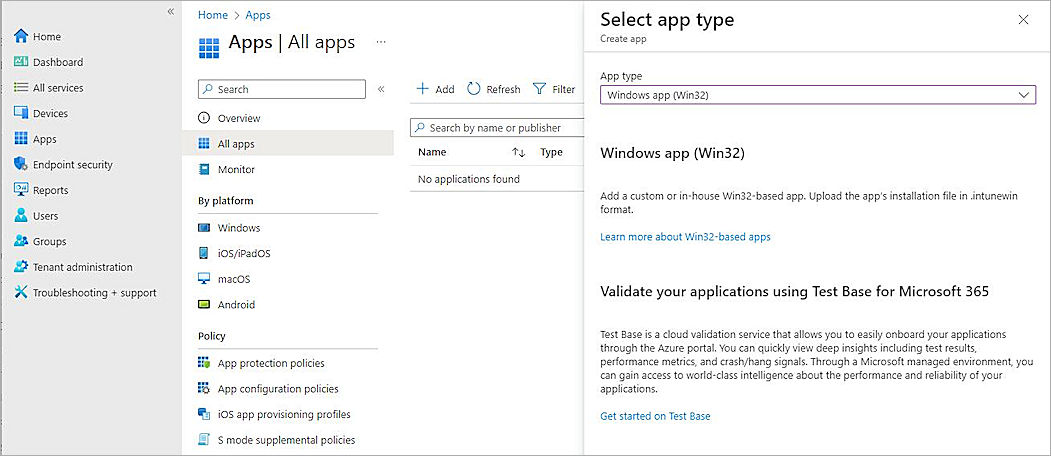 «
Home
Dashboard
All services
Devices
Apps
Endpoint security
Reports
Users
Groups
Tenant administration
Troubleshooting + support
Home > Apps
Apps | All apps ...
Search «
Overview
All apps
Monitor
By platform
Windows
iOS/iPadOS
macOS
Android
Policy
App protection policies
App configuration policies
iOS app provisioning profiles
S mode supplemental policies
Add Refresh Filter
Search by name or publisher
Name Type
No applications found
Select app type
Create app
App type
Windows app (Win32)
Windows app (Win32)
Add a custom or in-house Win32-based app. Upload the app's installation file in .intunewin
format.
Learn more about Win32-based apps
Validate your applications using Test Base for Microsoft 365
Test Base is a cloud validation service that allows you to easily onboard your applications
through the Azure portal. You can quickly view deep insights including test results,
performance metrics, and crash/hang signals. Through a Microsoft managed environment, you
can gain access to world-class intelligence about the performance and reliability of your
applications.
Get started on Test Base